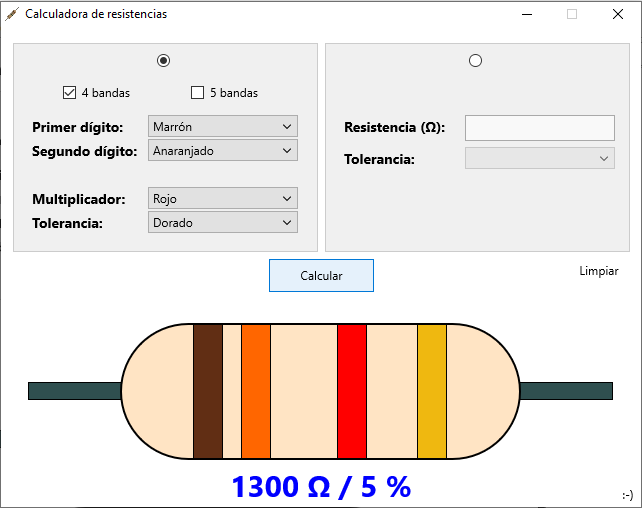 Calculadora de resistencias
4 bandas
5 bandas
Primer dígito:
Marrón
Segundo dígito:
Anaranjado
Multiplicador:
Rojo
Tolerancia:
Dorado
Resistencia (Ω):
Tolerancia:
Calcular
Limpiar
1300 Ω / 5 %
:-)